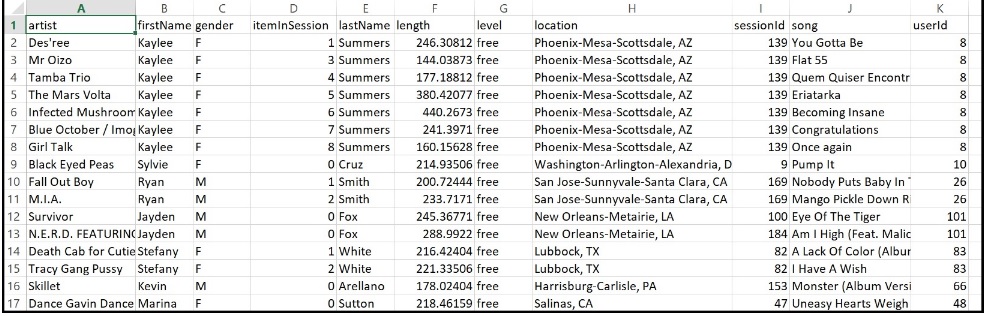 A B C D E F G H I J K
1 artist firstName gender itemInSession lastName length level location sessionId song userId
2 Des'ree Kaylee F 1 Summers 246.30812 free Phoenix-Mesa-Scottsdale, AZ 139 You Gotta Be 8
3 Mr Oizo Kaylee F 3 Summers 144.03873 free Phoenix-Mesa-Scottsdale, AZ 139 Flat 55 8
4 Tamba Trio Kaylee F 4 Summers 177.18812 free Phoenix-Mesa-Scottsdale, AZ 139 Quem Quiser Encontr 8
5 The Mars Volta Kaylee F 5 Summers 380.42077 free Phoenix-Mesa-Scottsdale, AZ 139 Eriatarka 8
6 Infected Mushroom Kaylee F 6 Summers 440.2673 free Phoenix-Mesa-Scottsdale, AZ 139 Becoming Insane 8
7 Blue October / Imog Kaylee F 7 Summers 241.3971 free Phoenix-Mesa-Scottsdale, AZ 139 Congratulations 8
8 Girl Talk Kaylee F 8 Summers 160.15628 free Phoenix-Mesa-Scottsdale, AZ 139 Once again 8
9 Black Eyed Peas Sylvie F 0 Cruz 214.93506 free Washington-Arlington-Alexandria, D 9 Pump It 10
10 Fall Out Boy Ryan M 1 Smith 200.72444 free San Jose-Sunnyvale-Santa Clara, CA 169 Nobody Puts Baby In 26
11 M.I.A. Ryan M 2 Smith 233.7171 free San Jose-Sunnyvale-Santa Clara, CA 169 Mango Pickle Down Ri 26
12 Survivor Jayden M 0 Fox 245.36771 free New Orleans-Metairie, LA 100 Eye Of The Tiger 101
13 N.E.R.D. FEATURING Jayden M 0 Fox 288.9922 free New Orleans-Metairie, LA 184 Am I High (Feat. Malic 101
14 Death Cab for Cutie Stefany F 1 White 216.42404 free Lubbock, TX 82 A Lack Of Color (Albur 83
15 Tracy Gang Pussy Stefany F 2 White 221.33506 free Lubbock, TX 82 I Have A Wish 83
16 Skillet Kevin M 0 Arellano 178.02404 free Harrisburg-Carlisle, PA 153 Monster (Album Versi 66
17 Dance Gavin Dance Marina F 0 Sutton 218.46159 free Salinas, CA 47 Uneasy Hearts Weigh 48